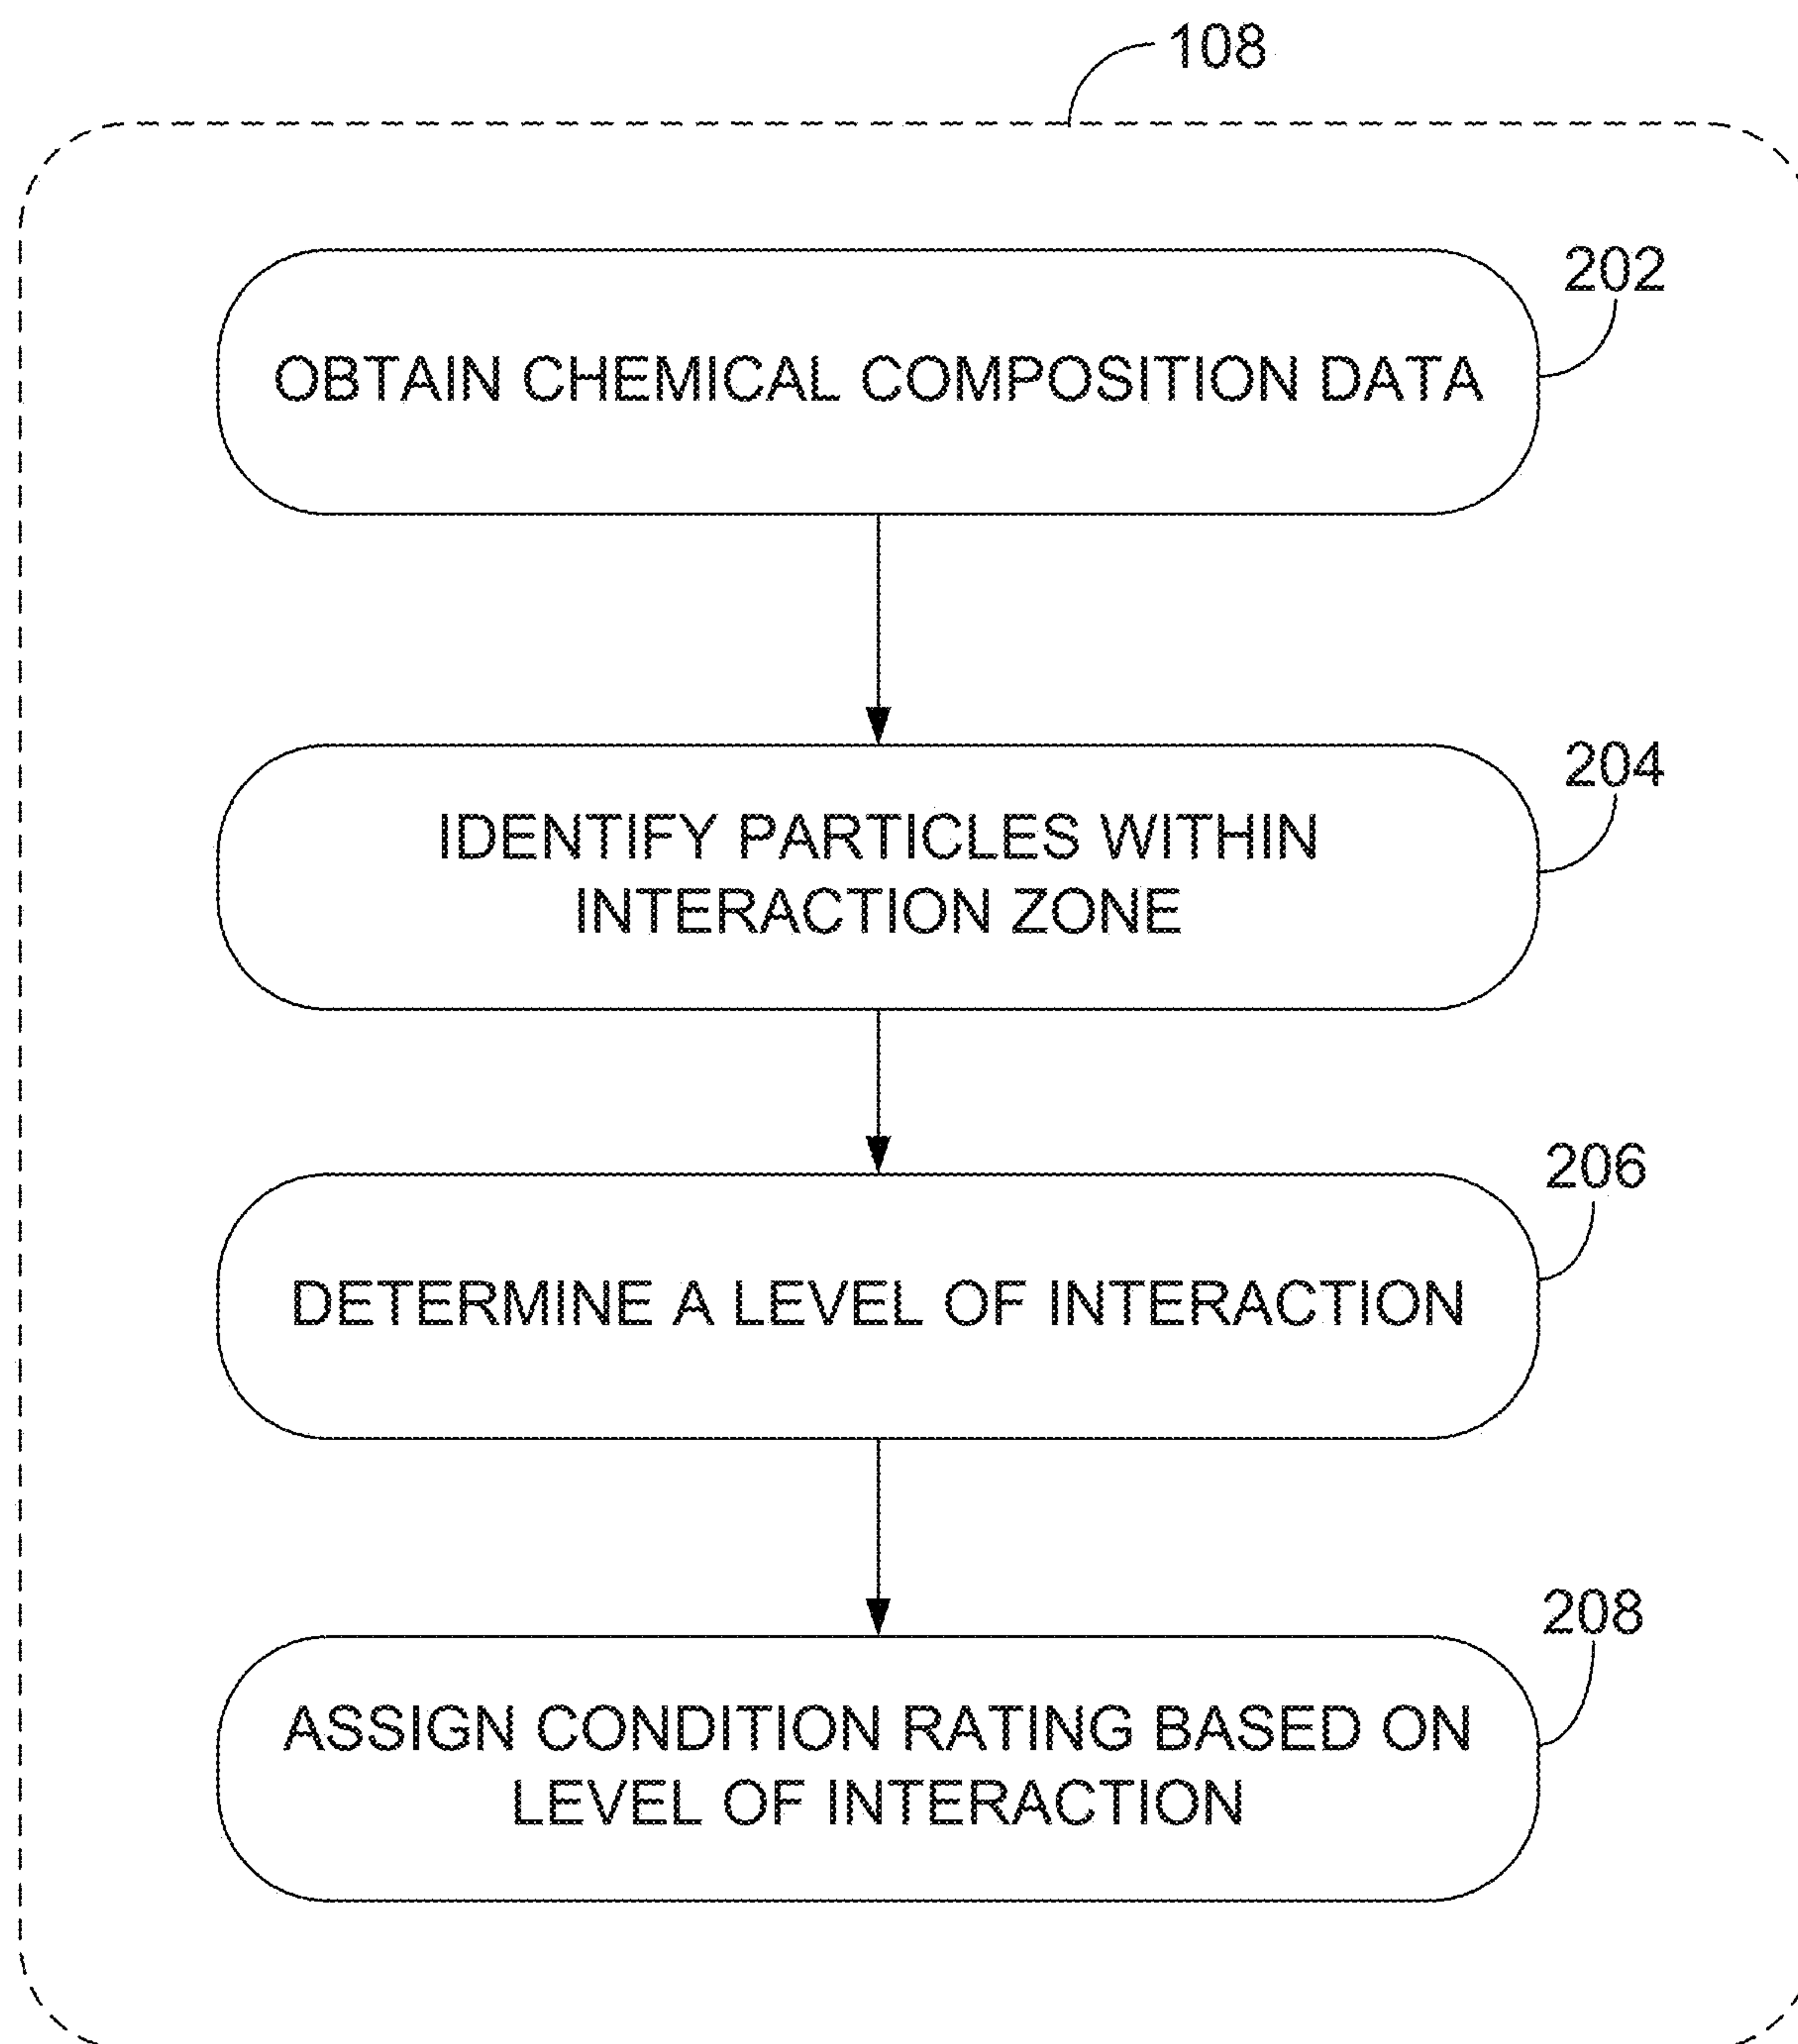 108
202
OBTAIN CHEMICAL COMPOSITION DATA
204
IDENTIFY PARTICLES WITHIN
INTERACTION ZONE
206
DETERMINE A LEVEL OF INTERACTION
208
ASSIGN CONDITION RATING BASED ON
LEVEL OF INTERACTION